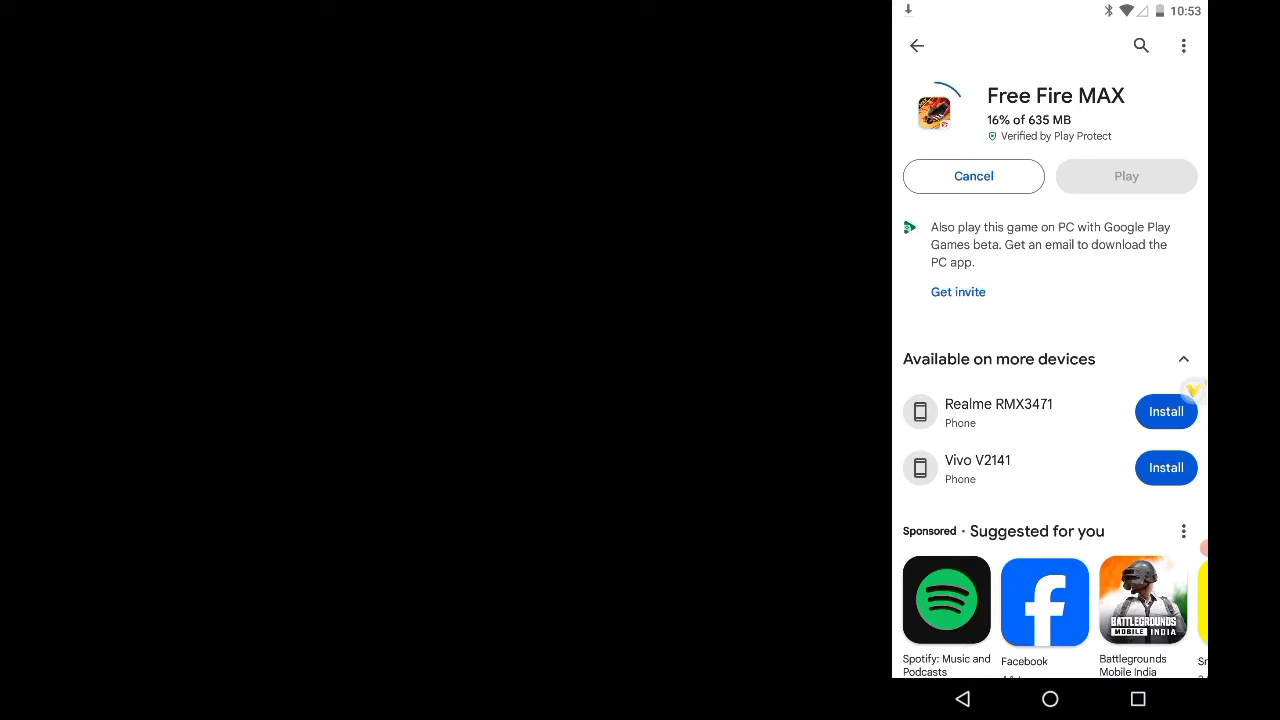 10:53
Free Fire MAX
16% of 635 MB
Verified by Play Protect
Cancel
Play
Also play this game on PC with Google Play
Games beta. Get an email to download the
PC app.
Get invite
Available on more devices
Realme RMX3471
Phone
Install
Vivo V2141
Phone
Install
Sponsored · Suggested for you
BATTLEGROUNDS
MOBILE INDIA
Spotify: Music and
Podcasts
Facebook
Battlegrounds
Mobile India